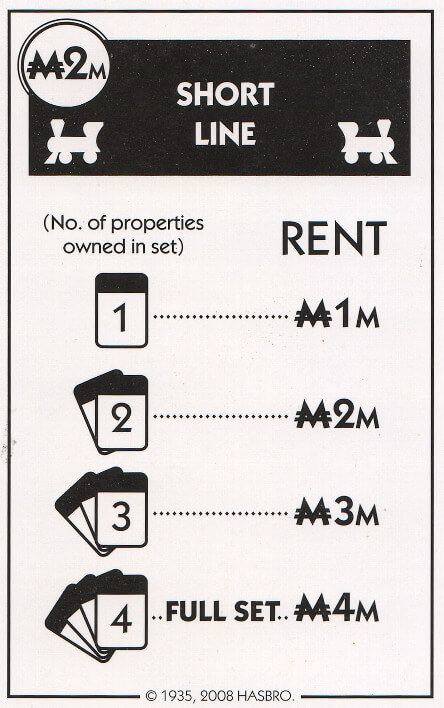 ₩2M
SHORT
LINE
(No. of properties
owned in set)
RENT
1 .......... ₩1M
2 .......... ₩2M
3 .......... ₩3M
4 ..FULL SET.. ₩4M
© 1935, 2008 HASBRO.